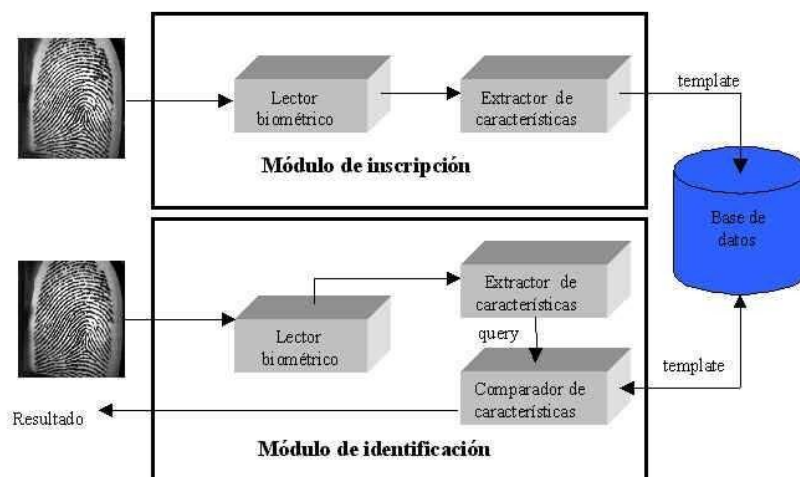 Lector
biométrico
Extractor de
características
template
Módulo de inscripción
Base de
datos
Extractor de
características
Lector
biométrico
query
Comparador de
características
template
Resultado
Módulo de identificación